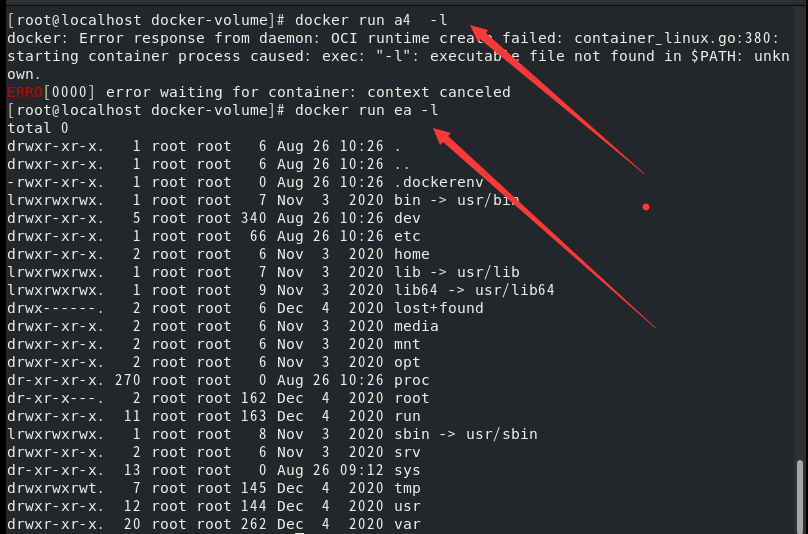 [root@localhost docker-volume]# docker run a4  -l
docker: Error response from daemon: OCI runtime create failed: container_linux.go:380:
starting container process caused: exec: "-l": executable file not found in $PATH: unkn
own.
ERRO[0000] error waiting for container: context canceled
[root@localhost docker-volume]# docker run ea -l
total 0
drwxr-xr-x.   1 root root   6 Aug 26 10:26 .
drwxr-xr-x.   1 root root   6 Aug 26 10:26 ..
-rwxr-xr-x.   1 root root   0 Aug 26 10:26 .dockerenv
lrwxrwxrwx.   1 root root   7 Nov  3  2020 bin -> usr/bin
drwxr-xr-x.   5 root root 340 Aug 26 10:26 dev
drwxr-xr-x.   1 root root  66 Aug 26 10:26 etc
drwxr-xr-x.   2 root root   6 Nov  3  2020 home
lrwxrwxrwx.   1 root root   7 Nov  3  2020 lib -> usr/lib
lrwxrwxrwx.   1 root root   9 Nov  3  2020 lib64 -> usr/lib64
drwx------.   2 root root   6 Dec  4  2020 lost+found
drwxr-xr-x.   2 root root   6 Nov  3  2020 media
drwxr-xr-x.   2 root root   6 Nov  3  2020 mnt
drwxr-xr-x.   2 root root   6 Nov  3  2020 opt
dr-xr-xr-x. 270 root root   0 Aug 26 10:26 proc
dr-xr-x---.   2 root root 162 Dec  4  2020 root
drwxr-xr-x.  11 root root 163 Dec  4  2020 run
lrwxrwxrwx.   1 root root   8 Nov  3  2020 sbin -> usr/sbin
drwxr-xr-x.   2 root root   6 Nov  3  2020 srv
dr-xr-xr-x.  13 root root   0 Aug 26 09:12 sys
drwxrwxrwt.   7 root root 145 Dec  4  2020 tmp
drwxr-xr-x.  12 root root 144 Dec  4  2020 usr
drwxr-xr-x.  20 root root 262 Dec  4  2020 var